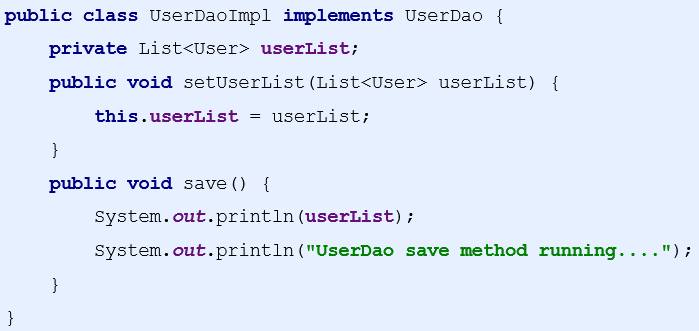 public class UserDaoImpl implements UserDao {
    private List<User> userList;
    public void setUserList(List<User> userList) {
        this.userList = userList;
    }
    public void save() {
        System.out.println(userList);
        System.out.println("UserDao save method running....");
    }
}